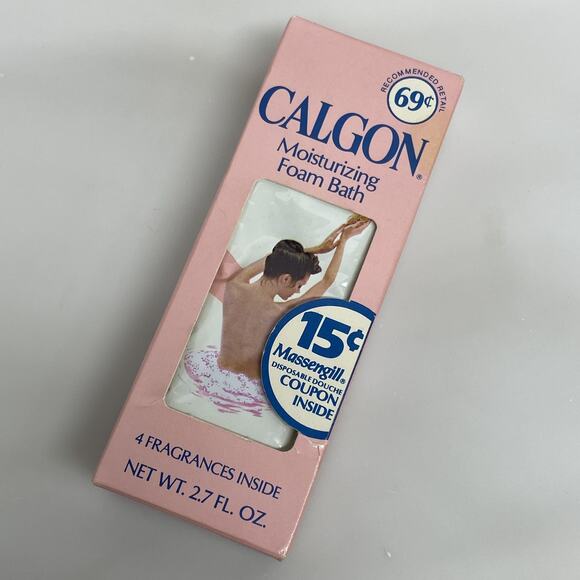 RECOMMENDED RETAIL
69¢
CALGON®
Moisturizing
Foam Bath
15¢
Massengill®
DISPOSABLE DOUCHE
COUPON
INSIDE
4 FRAGRANCES INSIDE
NET WT. 2.7 FL. OZ.